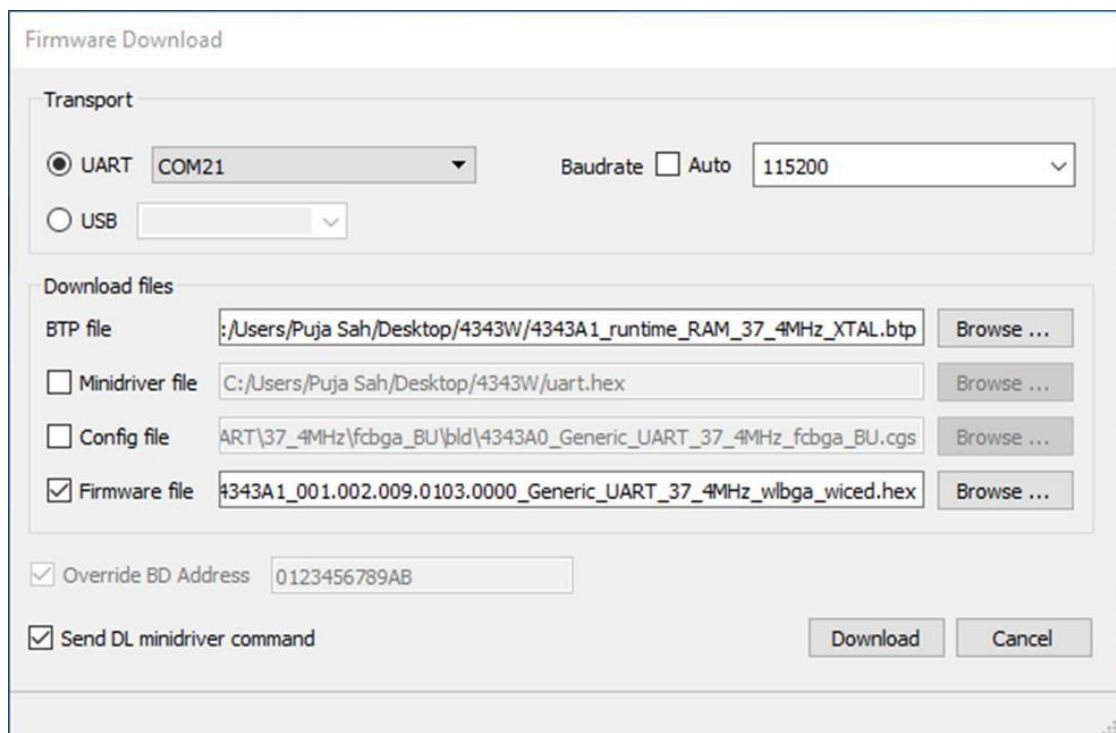 Firmware Download
Transport
UART COM21 Baudrate Auto 115200
USB
Download files
BTP file :/Users/Puja Sah/Desktop/4343W/4343A1_runtime_RAM_37_4MHz_XTAL.btp Browse ...
Minidriver file C:/Users/Puja Sah/Desktop/4343W/uart.hex Browse ...
Config file ART\37_4MHz\fcbga_BU\bld\4343A0_Generic_UART_37_4MHz_fcbga_BU.cgs Browse ...
Firmware file 4343A1_001.002.009.0103.0000_Generic_UART_37_4MHz_wlbga_wiced.hex Browse ...
Override BD Address 0123456789AB
Send DL minidriver command Download Cancel